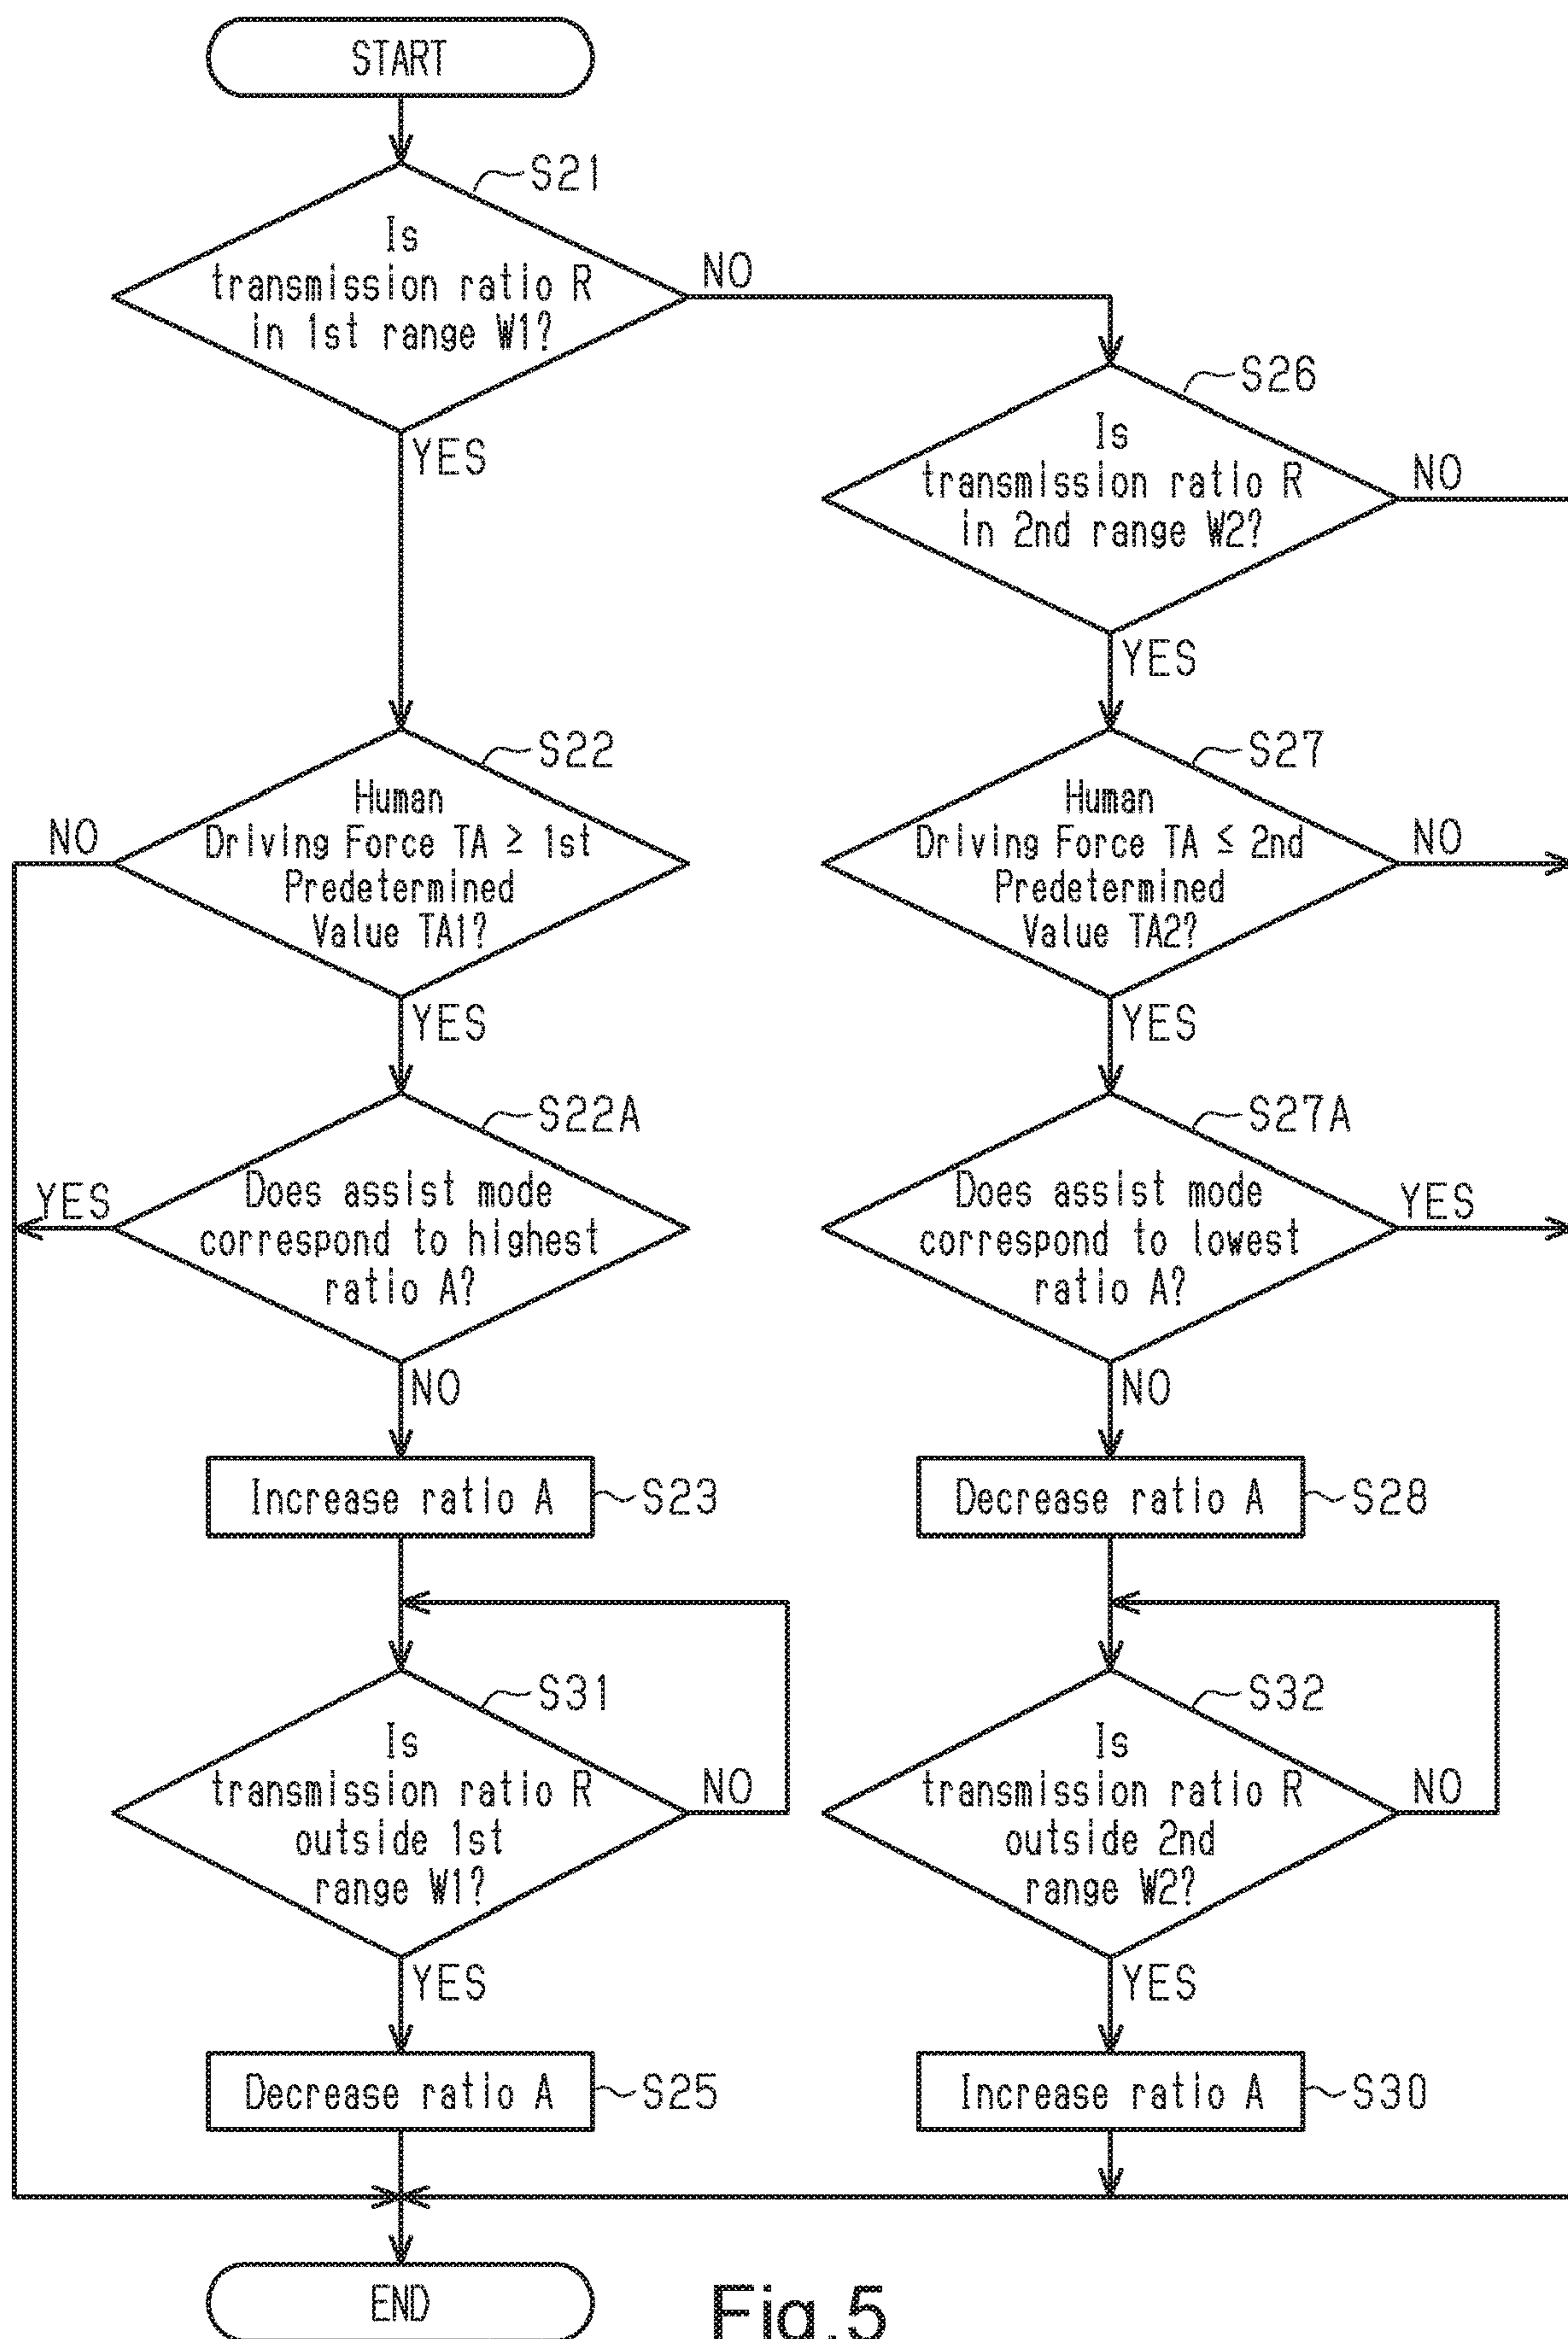 START
S21
Is
transmission ratio R
in 1st range W1?
NO
YES
S26
Is
transmission ratio R
in 2nd range W2?
NO
YES
S22
Human
Driving Force TA ≥ 1st
Predetermined
Value TA1?
NO
YES
S27
Human
Driving Force TA ≤ 2nd
Predetermined
Value TA2?
NO
YES
S22A
Does assist mode
correspond to highest
ratio A?
YES
NO
S27A
Does assist mode
correspond to lowest
ratio A?
YES
NO
Increase ratio A
S23
Decrease ratio A
S28
S31
Is
transmission ratio R
outside 1st
range W1?
NO
YES
S32
Is
transmission ratio R
outside 2nd
range W2?
NO
YES
Decrease ratio A
S25
Increase ratio A
S30
END
Fig.5